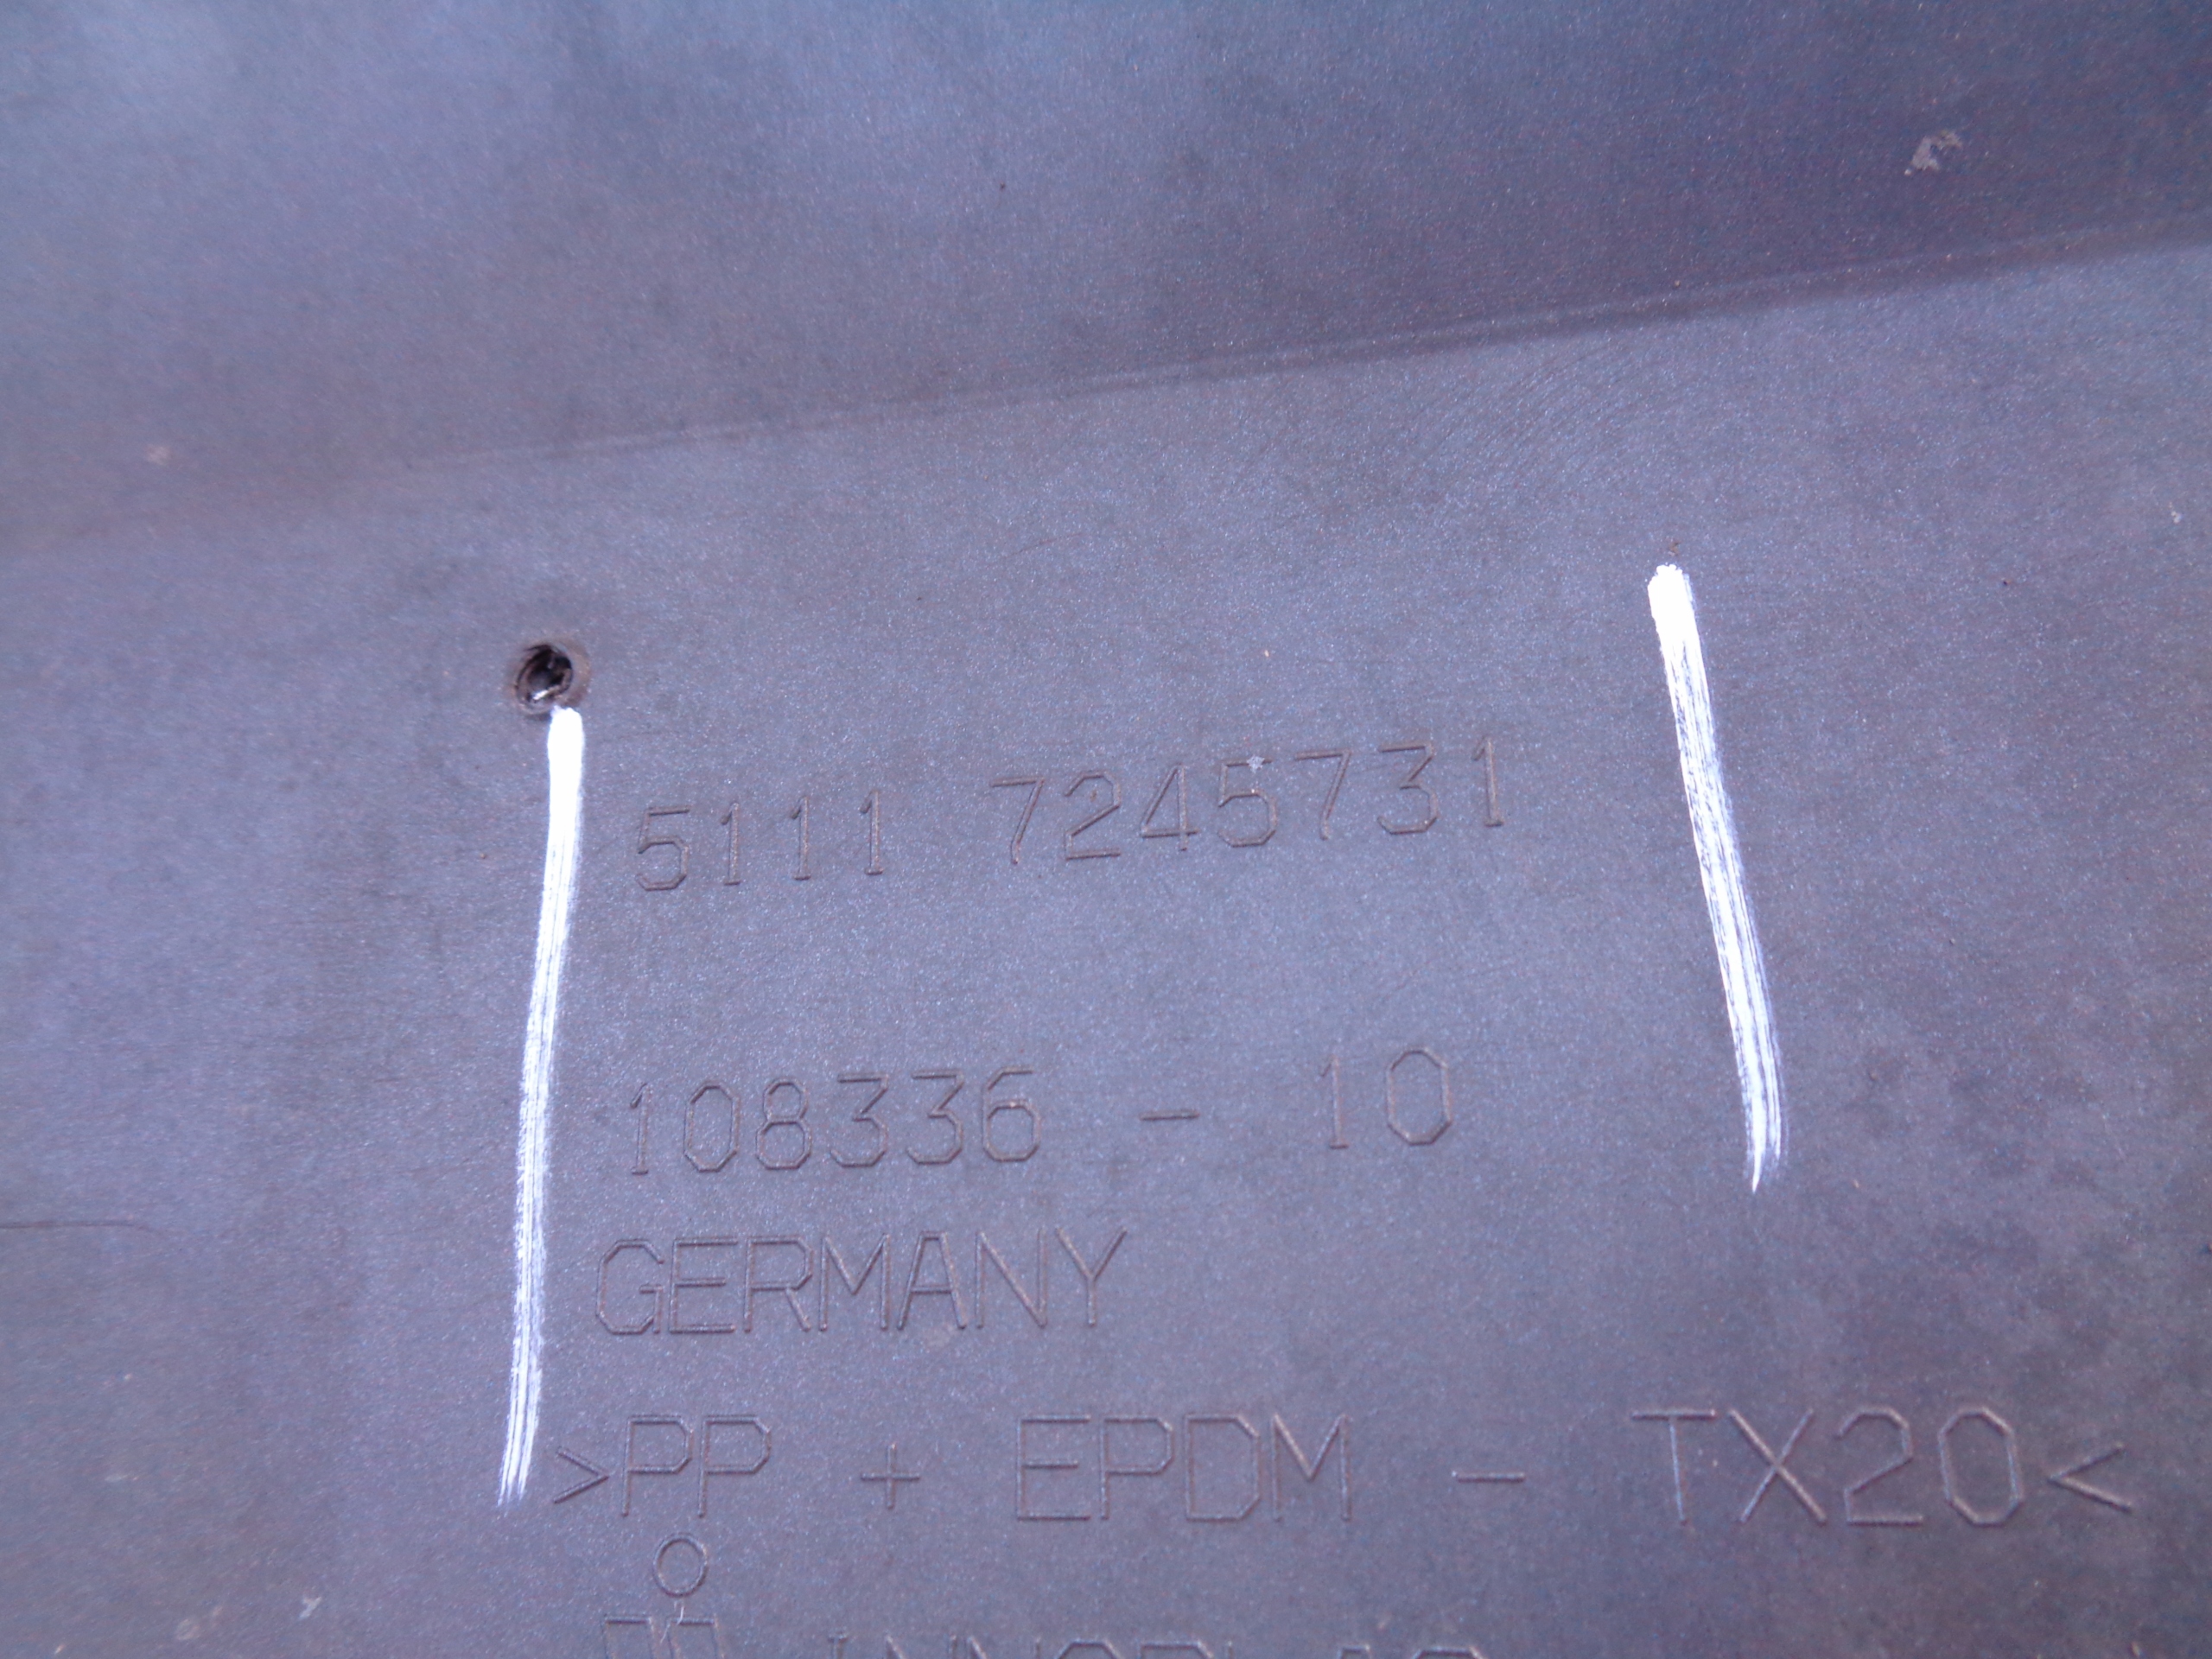 5111 7245731
108336 - 10
GERMANY
>PP + EPDM - TX20<